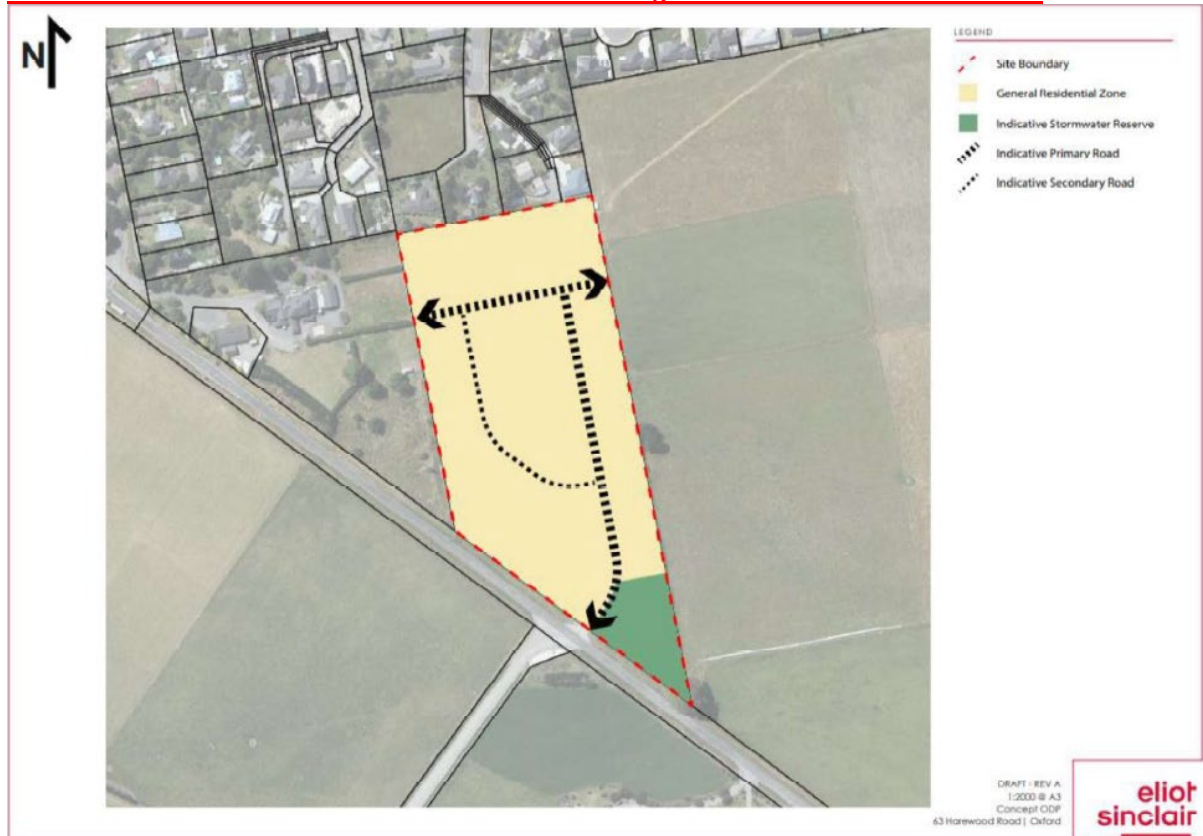 N
LEGEND
Site Boundary
General Residential Zone
Indicative Stormwater Reserve
Indicative Primary Road
Indicative Secondary Road
DRAFT - REV A
1:2000 @ A3
Concept ODP
63 Harewood Road | Oxford
eliot
sinclair